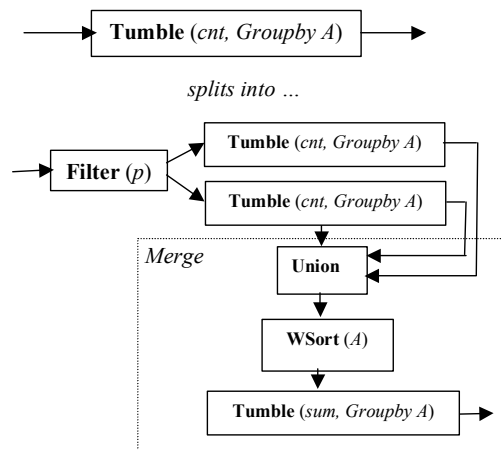 Tumble (cnt, Groupby A)
splits into …
Tumble (cnt, Groupby A)
Filter (p)
Tumble (cnt, Groupby A)
Merge
Union
WSort (A)
Tumble (sum, Groupby A)